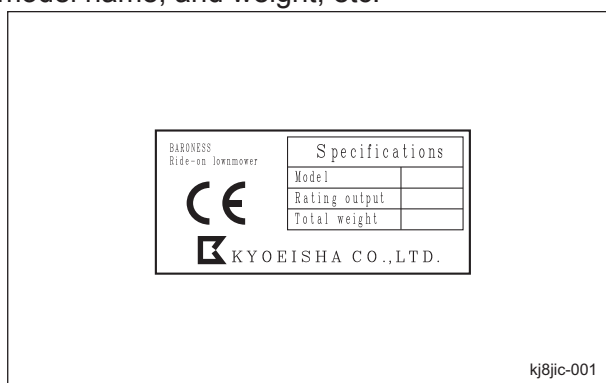 model name, and weight, etc.
BARONESS
Ride-on lownmower
Specifications
Model
Rating output
Total weight
CE
KYOEISHA CO.,LTD.
kj8jic-001